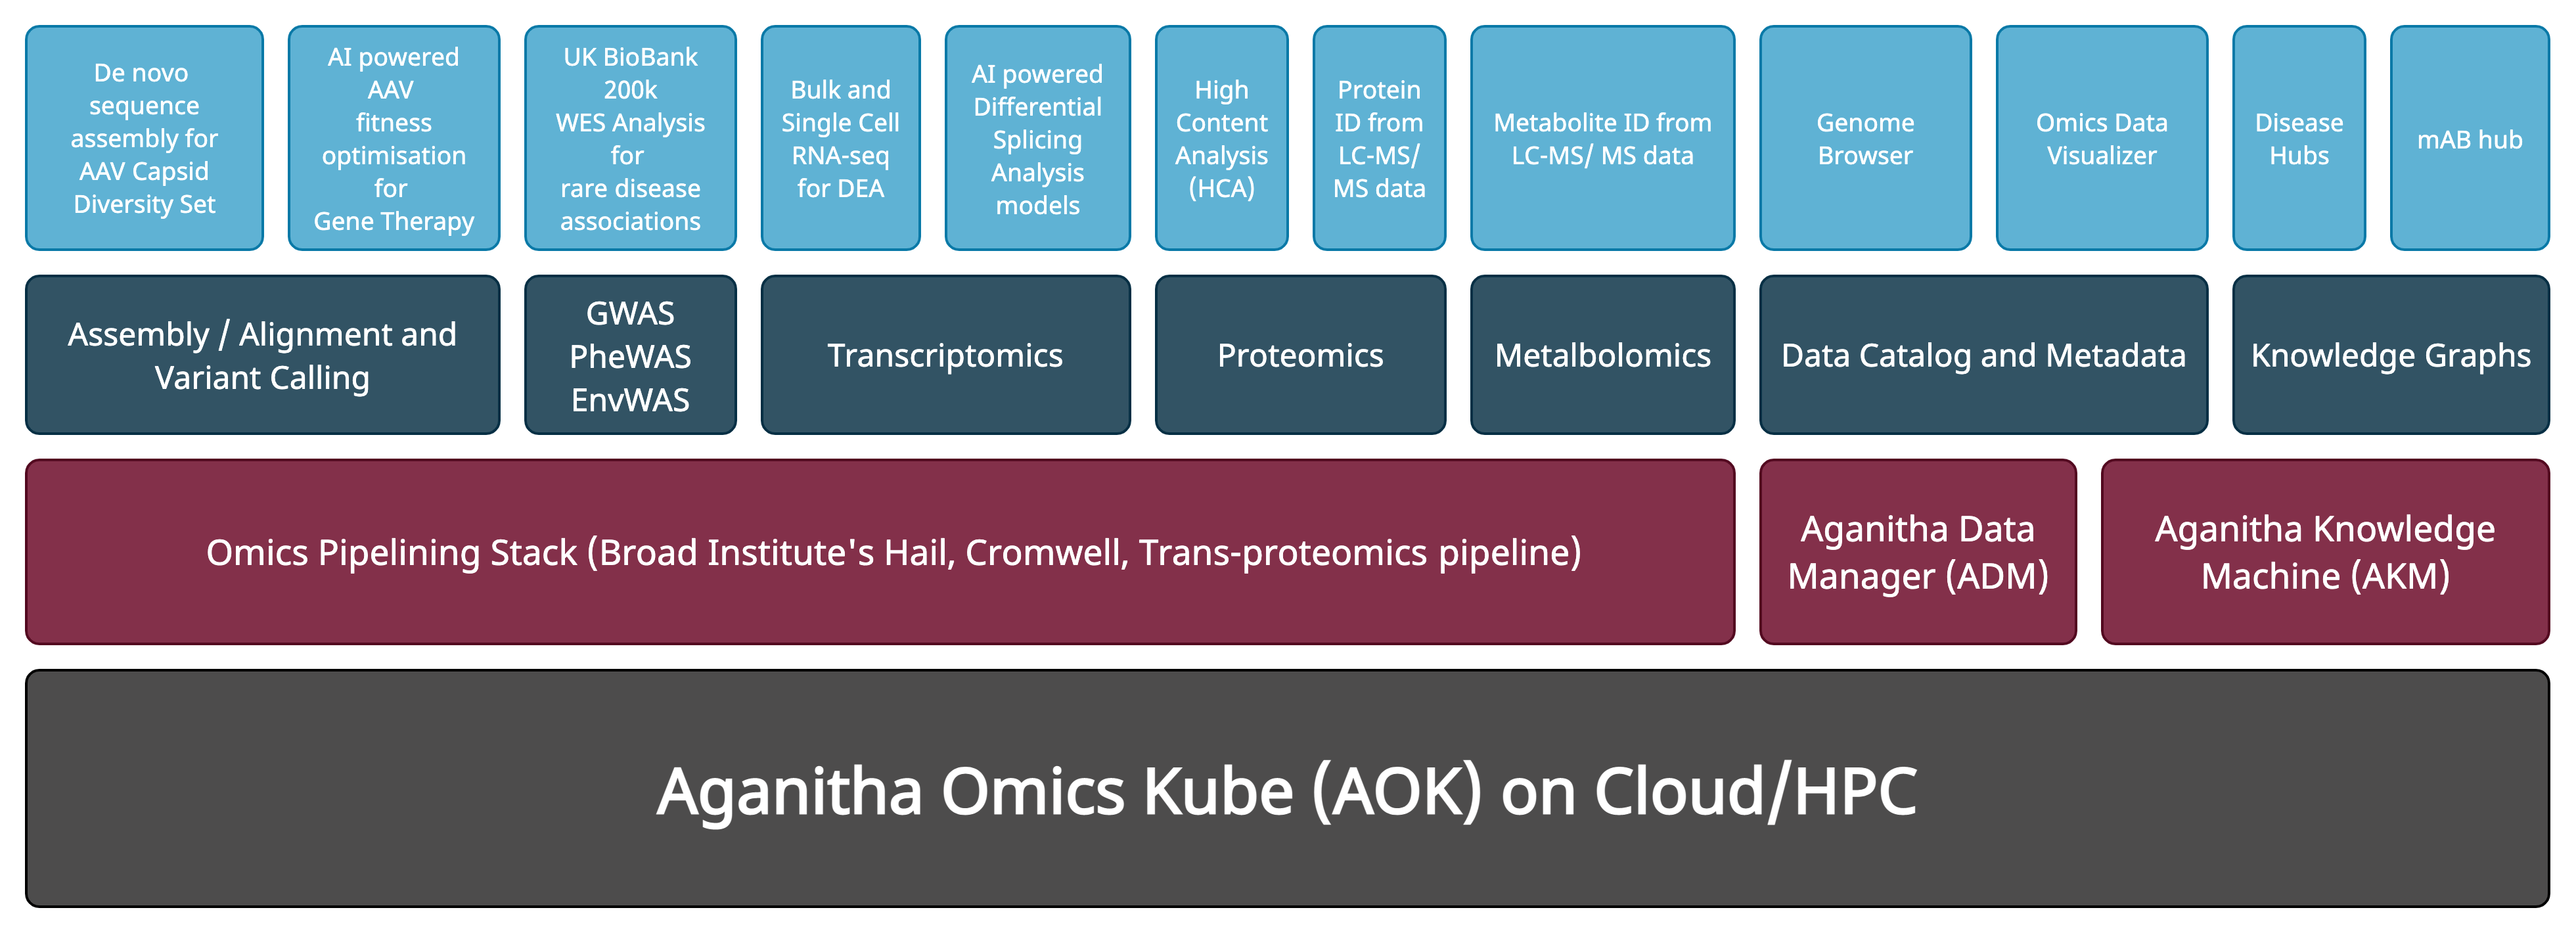 De novo
sequence
assembly for
AAV Capsid
Diversity Set
AI powered
AAV
fitness
optimisation
for
Gene Therapy
UK BioBank
200k
WES Analysis
for
rare disease
associations
Bulk and
Single Cell
RNA-seq
for DEA
AI powered
Differential
Splicing
Analysis
models
High
Content
Analysis
(HCA)
Protein
ID from
LC-MS/
MS data
Metabolite ID from
LC-MS/ MS data
Genome
Browser
Omics Data
Visualizer
Disease
Hubs
mAB hub
Assembly / Alignment and
Variant Calling
GWAS
PheWAS
EnvWAS
Transcriptomics
Proteomics
Metalbolomics
Data Catalog and Metadata
Knowledge Graphs
Omics Pipelining Stack (Broad Institute's Hail, Cromwell, Trans-proteomics pipeline)
Aganitha Data
Manager (ADM)
Aganitha Knowledge
Machine (AKM)
Aganitha Omics Kube (AOK) on Cloud/HPC